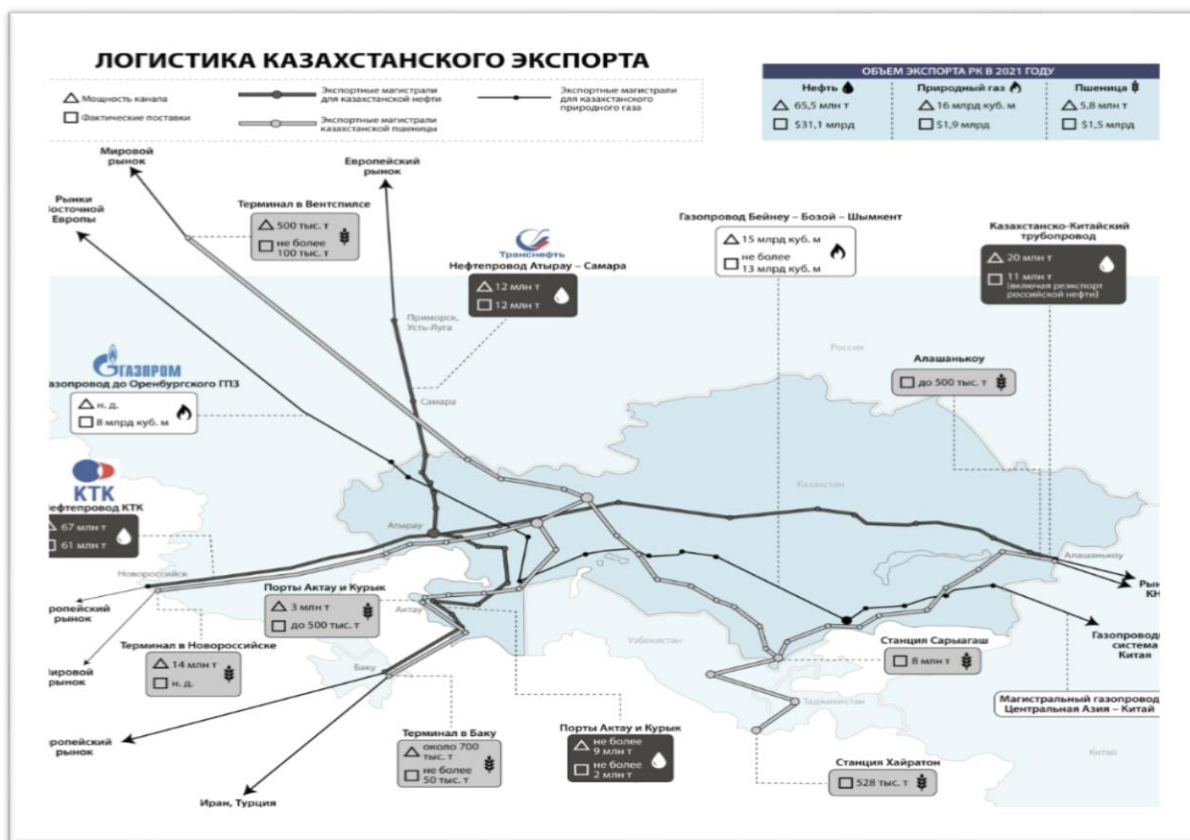 ЛОГИСТИКА КАЗАХСТАНСКОГО ЭКСПОРТА
Мощность канала
Фактические поставки
Экспортные магистрали
для казахстанской нефти
Экспортные магистрали
казахстанской пшеницы
Экспортные магистрали
для казахстанского
природного газа
ОБЪЕМ ЭКСПОРТА РК В 2021 ГОДУ
Нефть
65,5 млн т
$31,1 млрд
Природный газ
16 млрд куб. м
$1,9 млрд
Пшеница
5,8 млн т
$1,5 млрд
Мировой
рынок
Европейский
рынок
Рынки
Восточной
Европы
Терминал в Вентспилсе
500 тыс. т
не более
100 тыс. т
Транснефть
Нефтепровод Атырау – Самара
12 млн т
12 млн т
Газопровод Бейнеу – Бозой – Шымкент
15 млрд куб. м
не более
13 млрд куб. м
Казахстанско-Китайский
трубопровод
20 млн т
11 млн т
(включая реэкспорт
российской нефти)
Приморск,
Усть-Луга
Россия
Алашанькоу
до 500 тыс. т
ГАЗПРОМ
азопровод до Оренбургского ГПЗ
н. д.
8 млрд куб. м
Самара
КТК
ефтепровод КТК
67 млн т
61 млн т
Казахстан
Атырау
Алашанькоу
Новороссийск
ропейский
рынок
Порты Актау и Курык
3 млн т
до 500 тыс. т
Актау
Рын
КН
Узбекистан
Газопроводн
система
Китая
Терминал в Новороссийске
14 млн т
н. д.
ировой
рынок
Баку
Станция Сарыагаш
8 млн т
Магистральный газопровод
Центральная Азия – Китай
Таджикистан
ропейский
рынок
Терминал в Баку
около 700
тыс. т
не более
50 тыс. т
Порты Актау и Курык
не более
9 млн т
не более
2 млн т
Китай
Станция Хайратон
528 тыс. т
Иран, Турция